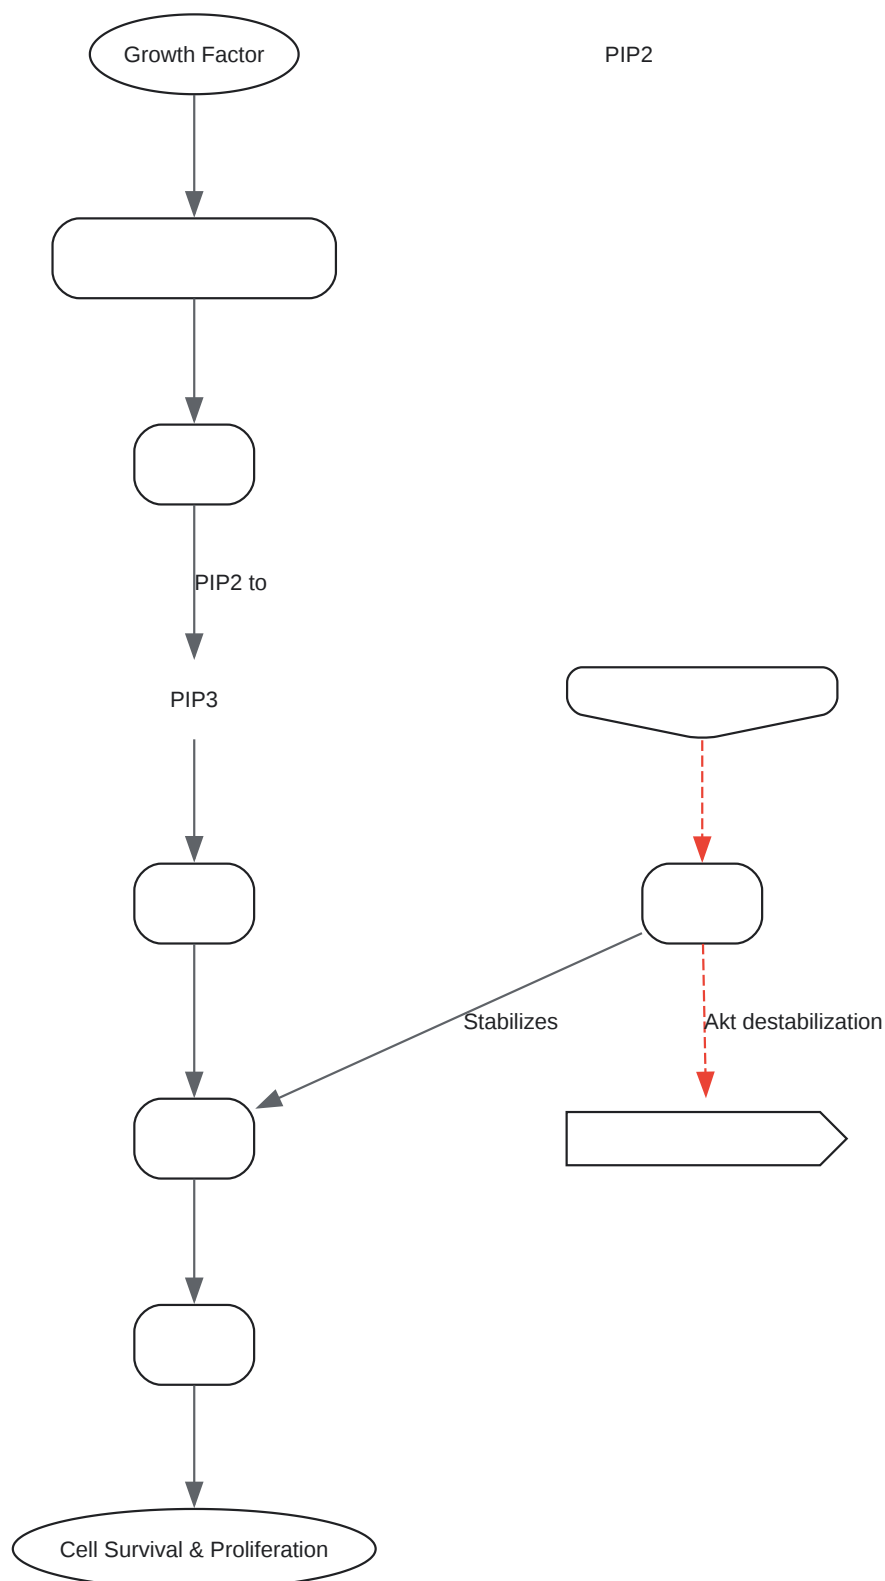 Growth Factor
PIP2
PIP2 to
PIP3
Stabilizes
Akt destabilization
Cell Survival & Proliferation